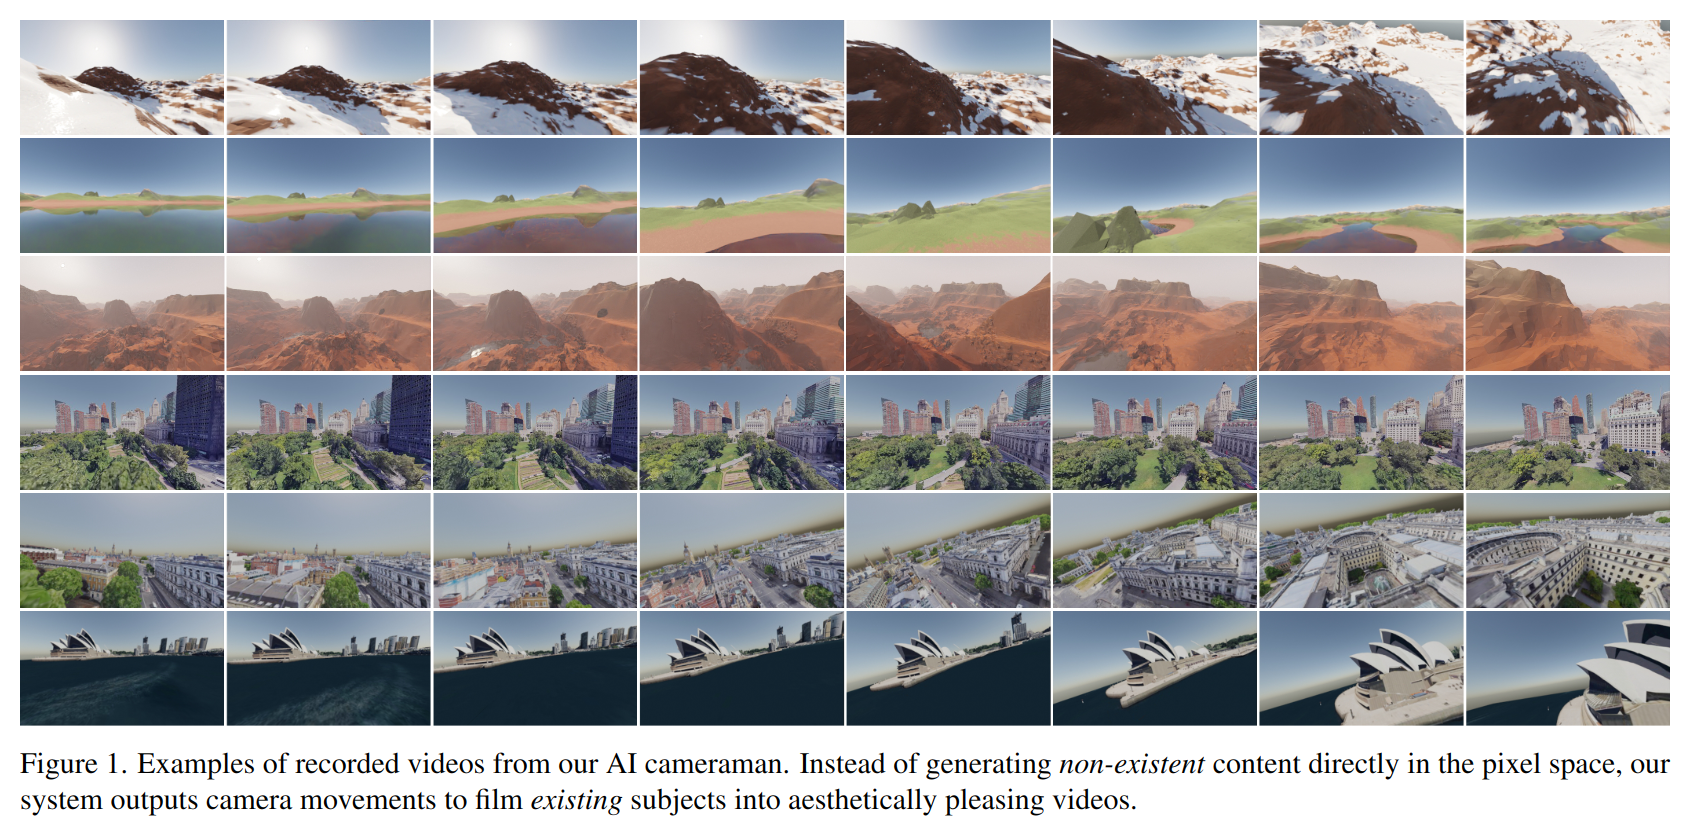 Figure 1. Examples of recorded videos from our AI cameraman. Instead of generating non-existent content directly in the pixel space, our
system outputs camera movements to film existing subjects into aesthetically pleasing videos.